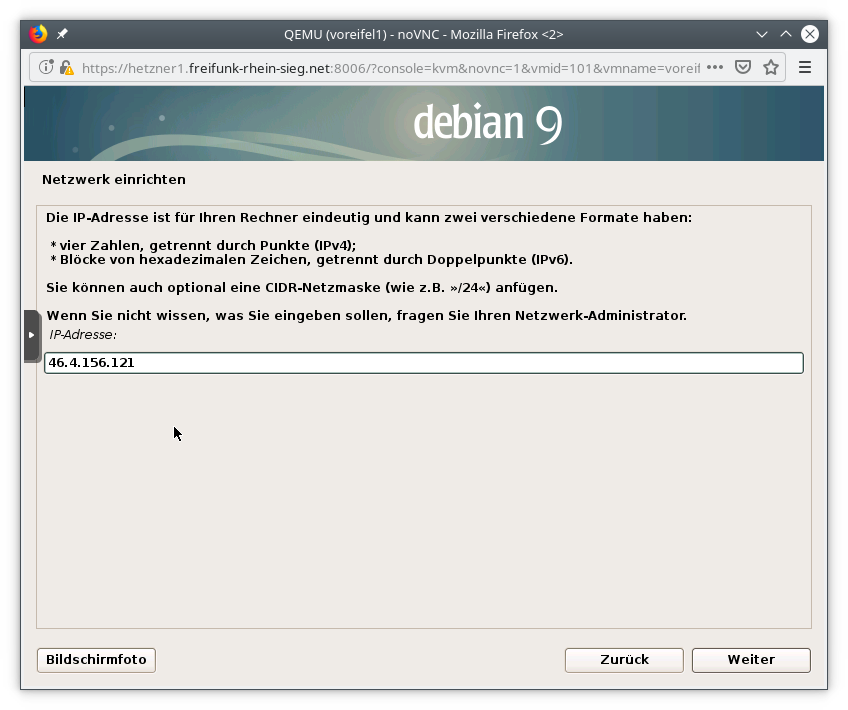 QEMU (voreifel1) - noVNC - Mozilla Firefox <2>
https://hetzner1.freifunk-rhein-sieg.net:8006/?console=kvm&novnc=1&vmid=101&vmname=voreif
debian 9
Netzwerk einrichten
Die IP-Adresse ist für Ihren Rechner eindeutig und kann zwei verschiedene Formate haben:
* vier Zahlen, getrennt durch Punkte (IPv4);
* Blöcke von hexadezimalen Zeichen, getrennt durch Doppelpunkte (IPv6).
Sie können auch optional eine CIDR-Netzmaske (wie z.B. »/24«) anfügen.
Wenn Sie nicht wissen, was Sie eingeben sollen, fragen Sie Ihren Netzwerk-Administrator.
IP-Adresse:
46.4.156.121
Bildschirmfoto
Zurück
Weiter